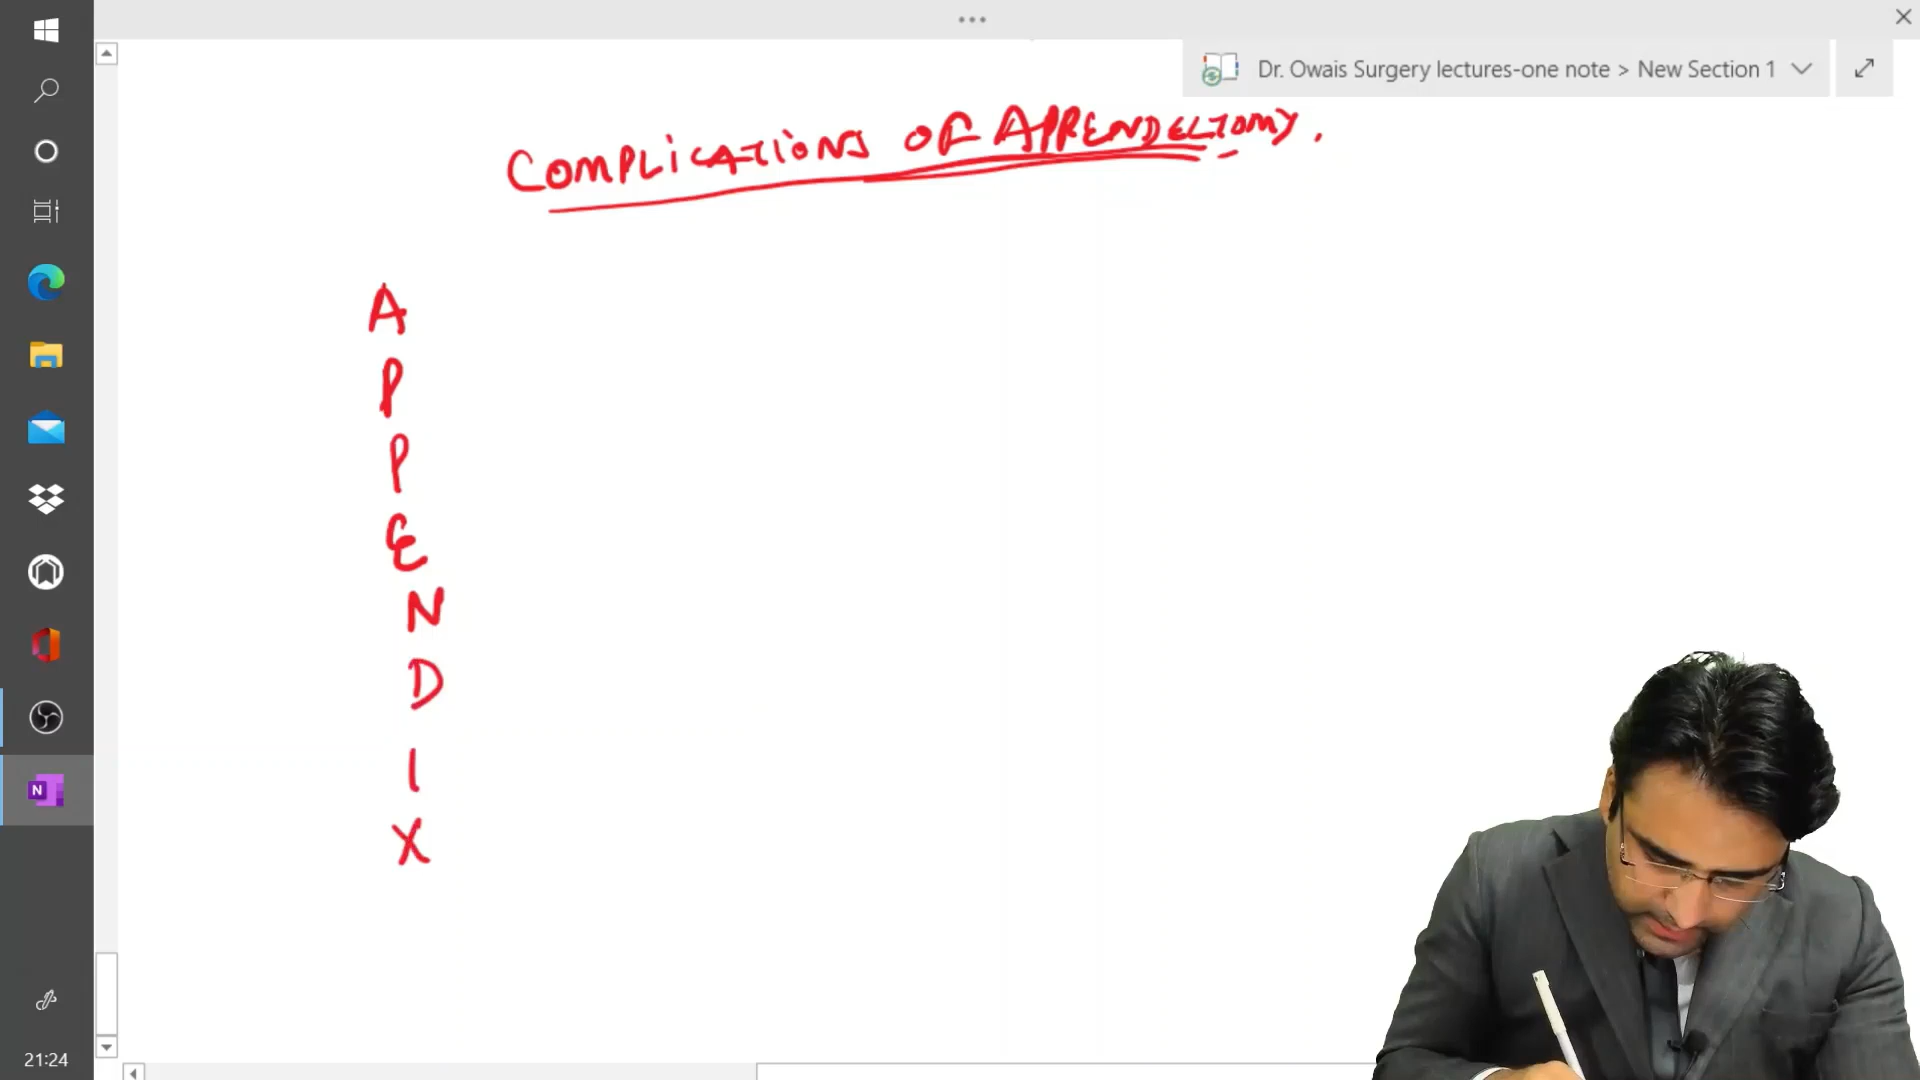 Dr. Owais Surgery lectures-one note > New Section 1
COMPLiCATiONS OF APPENDECTOMY.
A
P
P
E
N
D
I
X
N
21:24